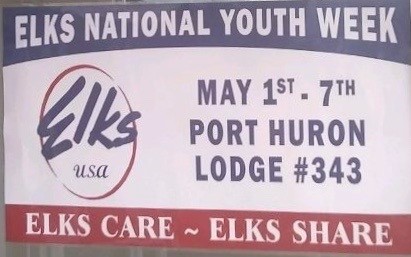 ELKS NATIONAL YOUTH WEEK
Elks
usa
MAY 1ST - 7TH
PORT HURON
LODGE #343
ELKS CARE ~ ELKS SHARE